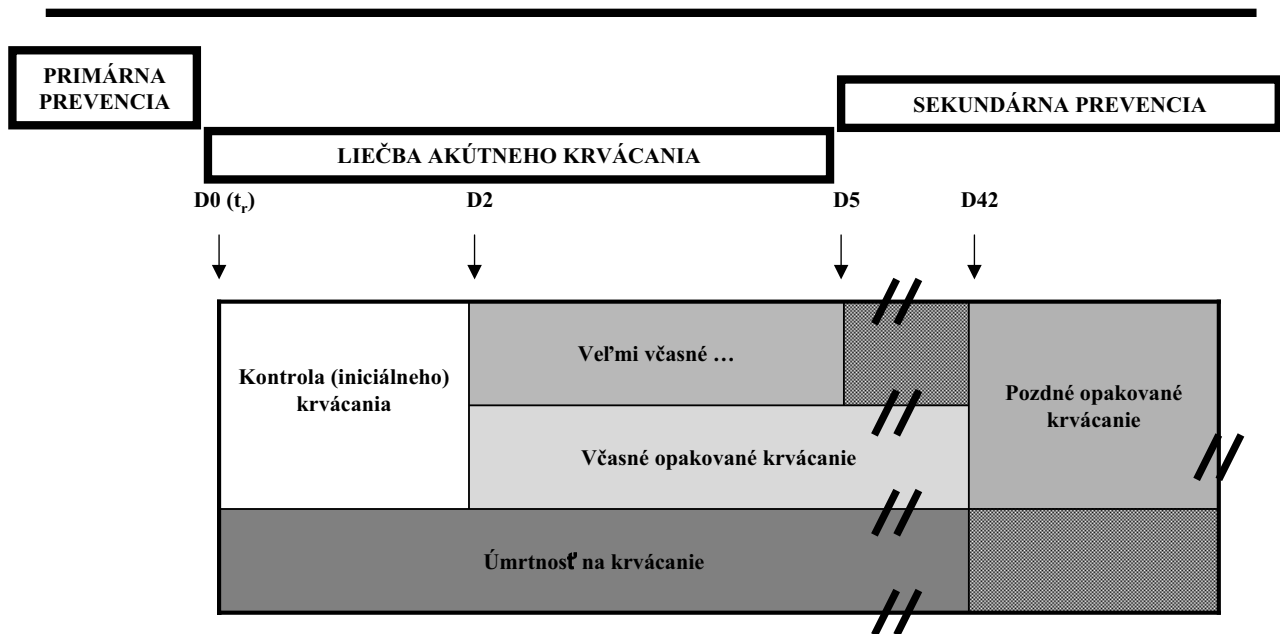 PRIMÁRNA
PREVENCIA
SEKUNDÁRNA PREVENCIA
LIEČBA AKÚTNEHO KRVÁCANIA
D0 (tr)
D2
D5
D42
Kontrola (iniciálneho)
krvácania
Veľmi včasné …
Včasné opakované krvácanie
Pozdné opakované
krvácanie
Úmrtnosť na krvácanie